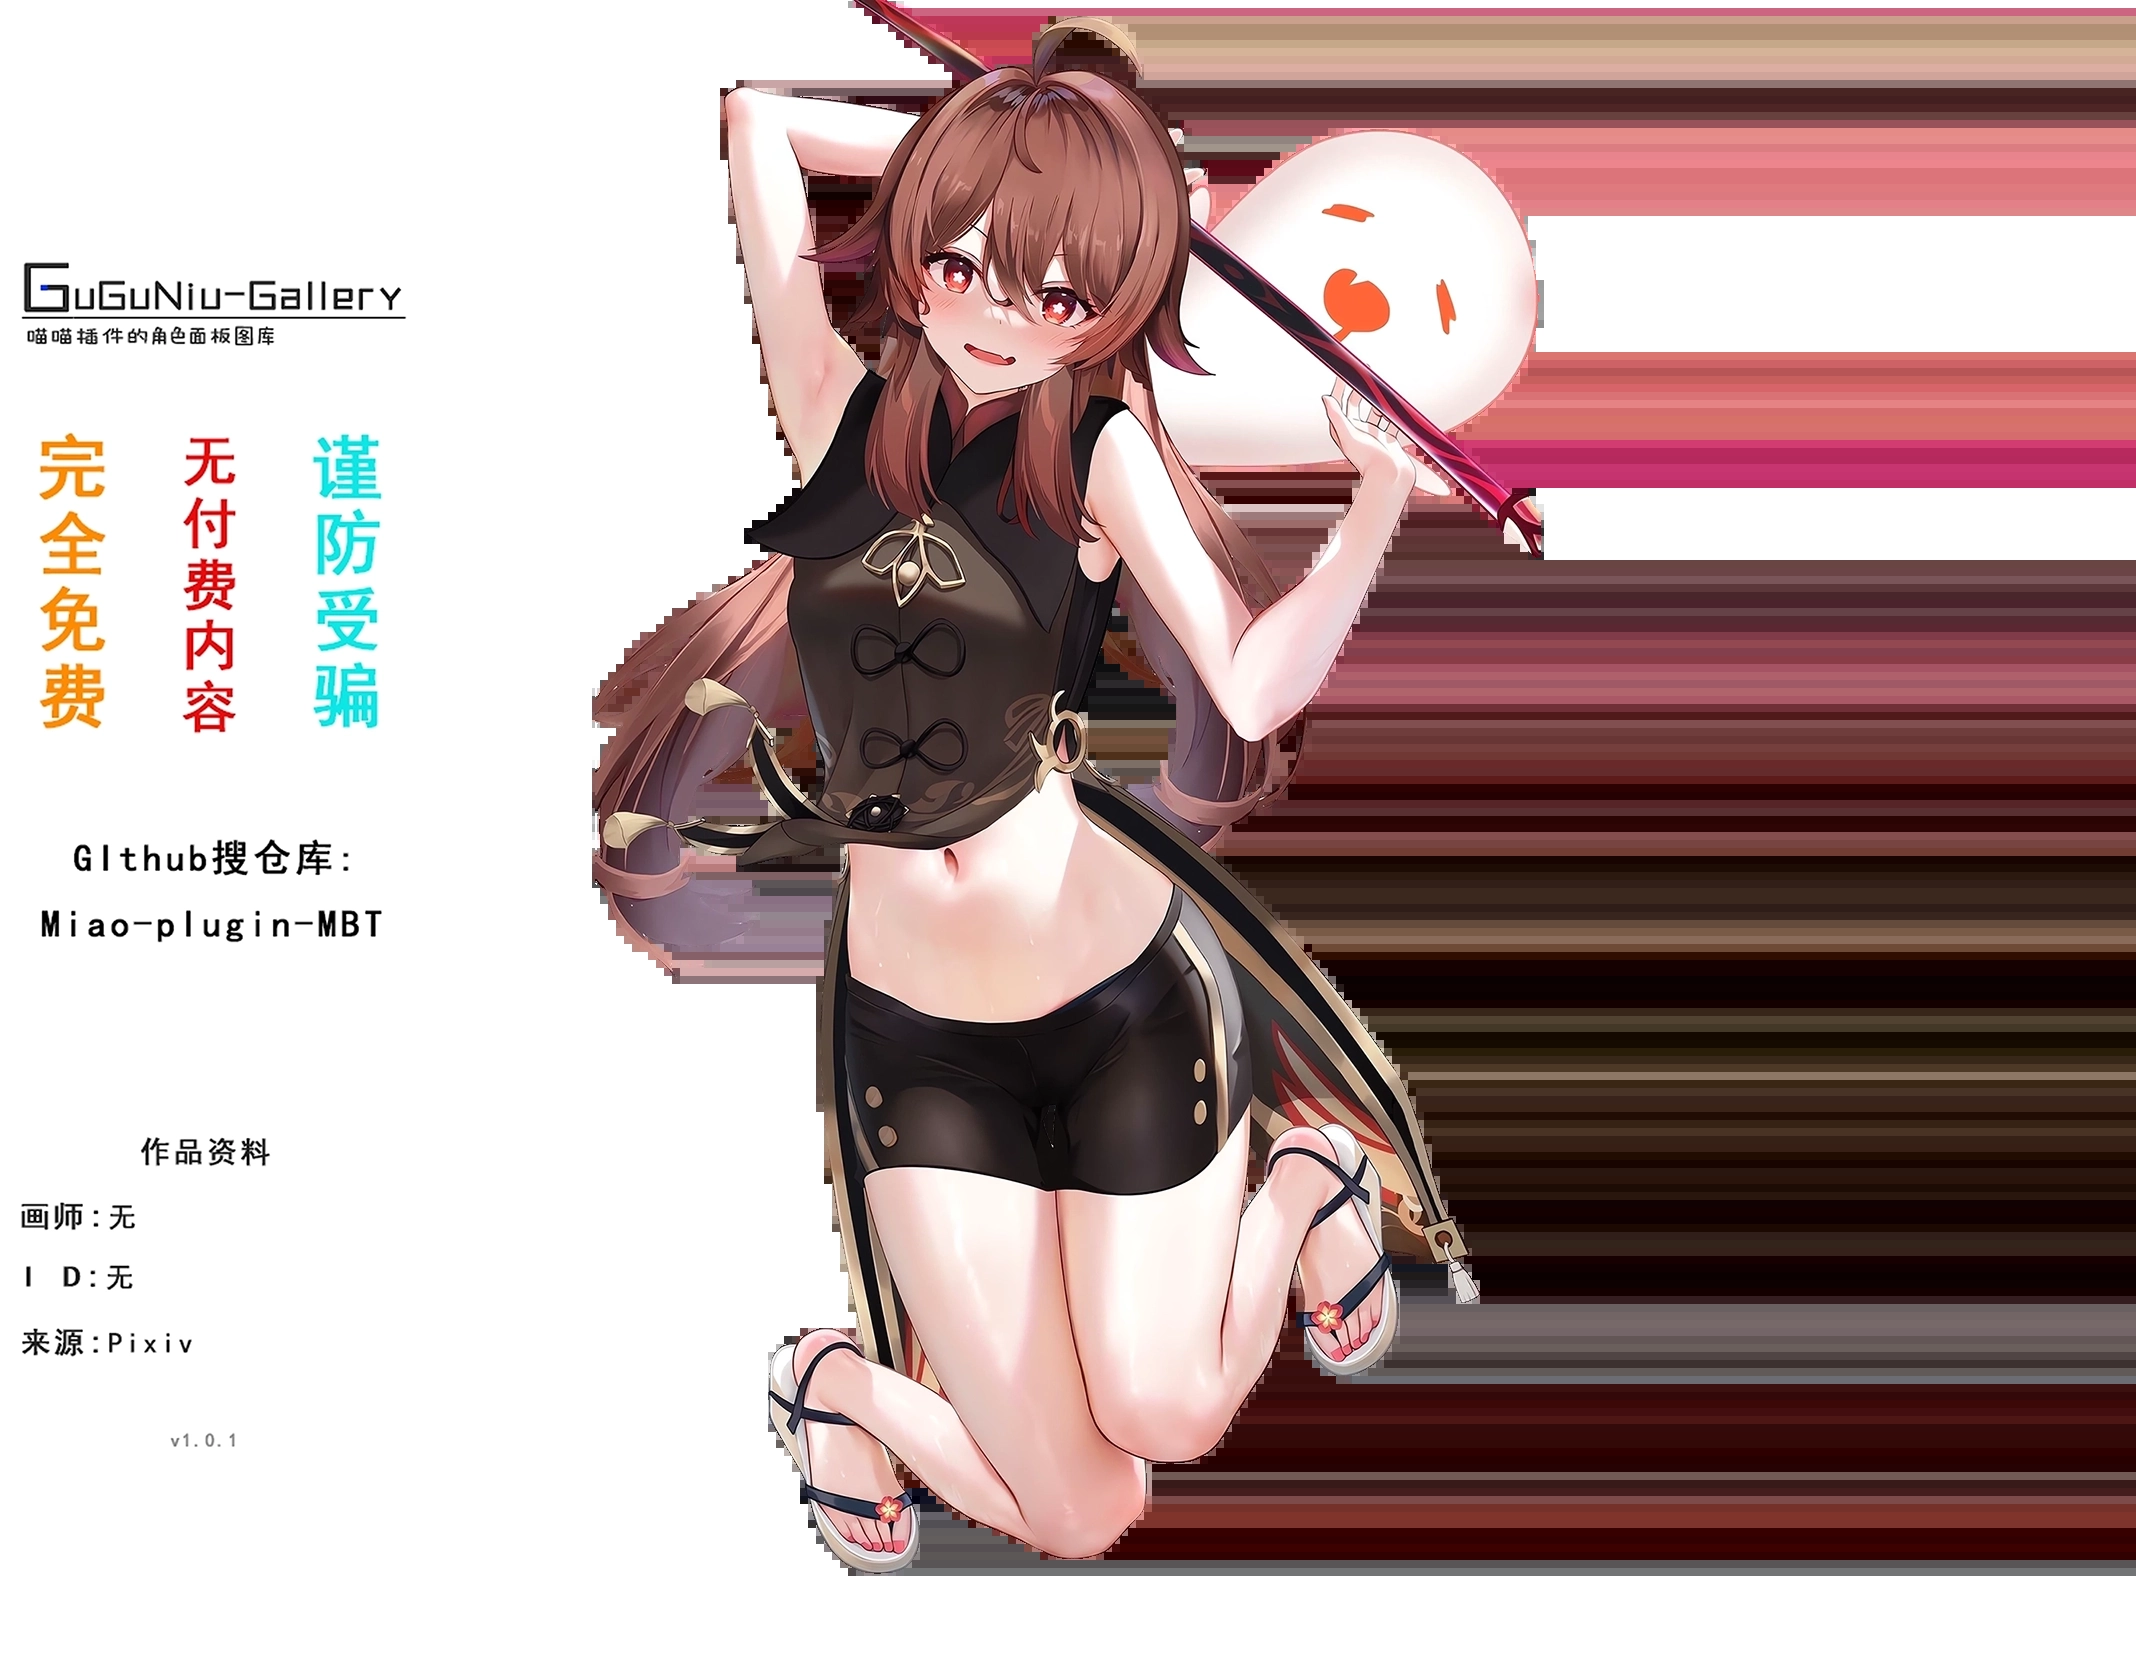 GuGuNiu-Gallery
喵喵插件的角色面板图库
完全免费
无付费内容
谨防受骗
GIthub搜仓库:
Miao-plugin-MBT
作品资料
画师:无
I D:无
来源:Pixiv
v1.0.1